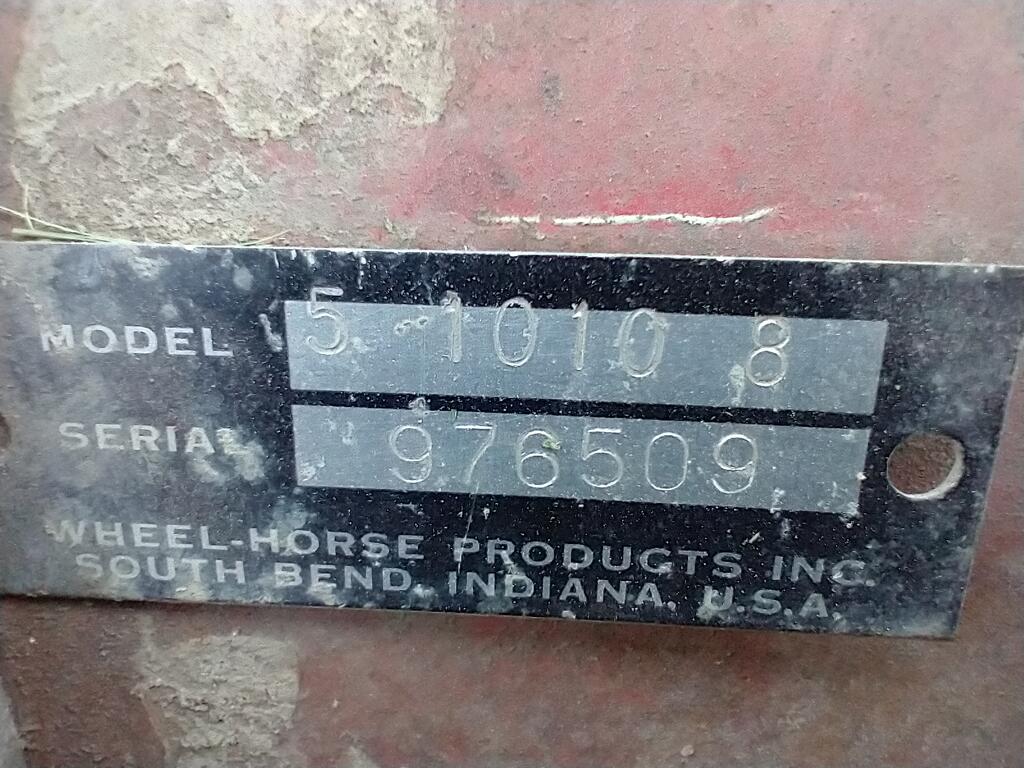 MODEL 5-1010 8
SERIAL 976509
WHEEL-HORSE PRODUCTS INC.
SOUTH BEND, INDIANA, U.S.A.